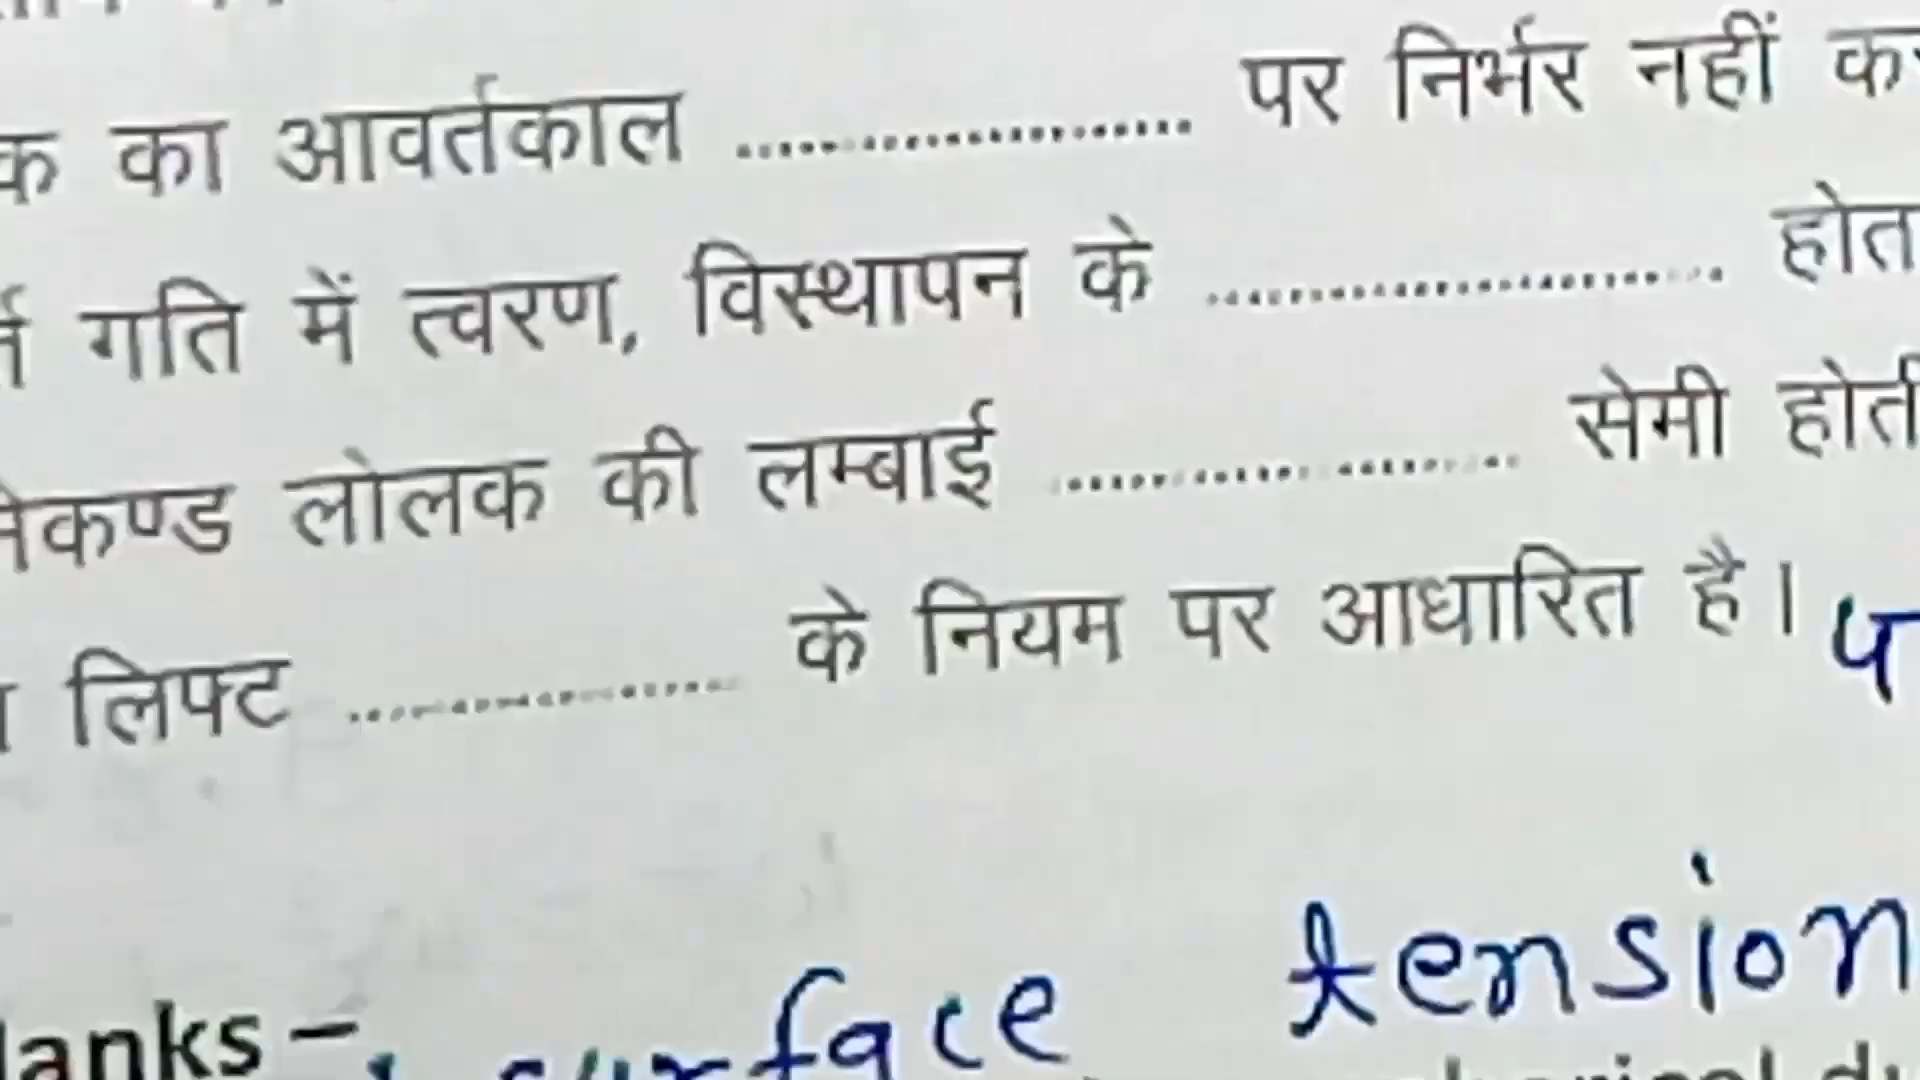 का आवर्तकाल .................... पर निर्भर नहीं
गति में त्वरण, विस्थापन के .................... होत
सेकण्ड लोलक की लम्बाई .................... सेमी होती
लिफ्ट .................... के नियम पर आधारित है।
tension
lanks – surface